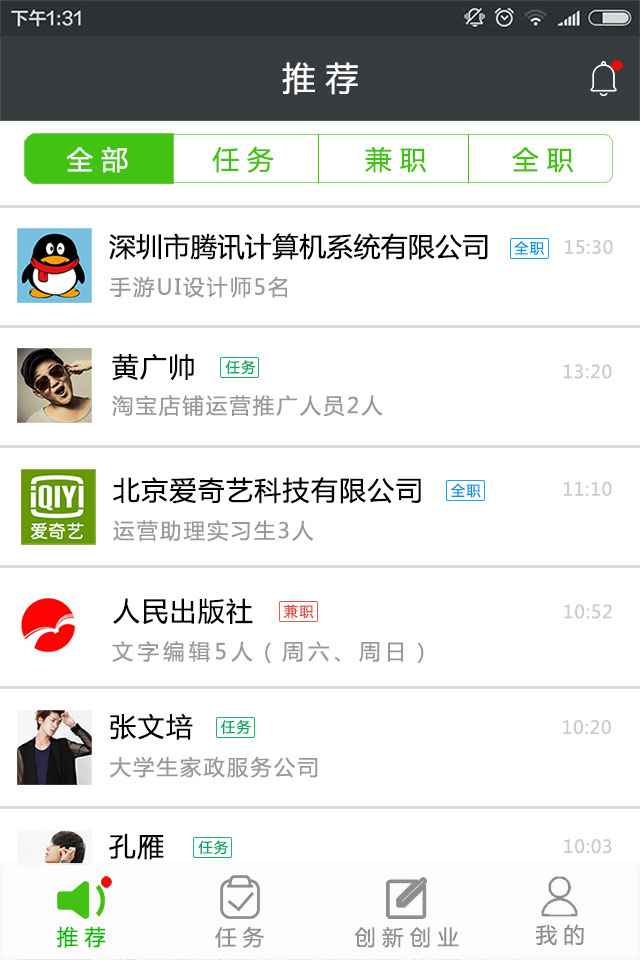 下午1:31
推荐
全部 任务 兼职 全职
深圳市腾讯计算机系统有限公司 全职 15:30
手游UI设计师5名
黄广帅 任务 13:20
淘宝店铺运营推广人员2人
iQIYI
爱奇艺
北京爱奇艺科技有限公司 全职 11:10
运营助理实习生3人
人民出版社 兼职 10:52
文字编辑5人（周六、周日）
张文培 任务 10:20
大学生家政服务公司
孔雁 任务 10:03
推荐 任务 创新创业 我的